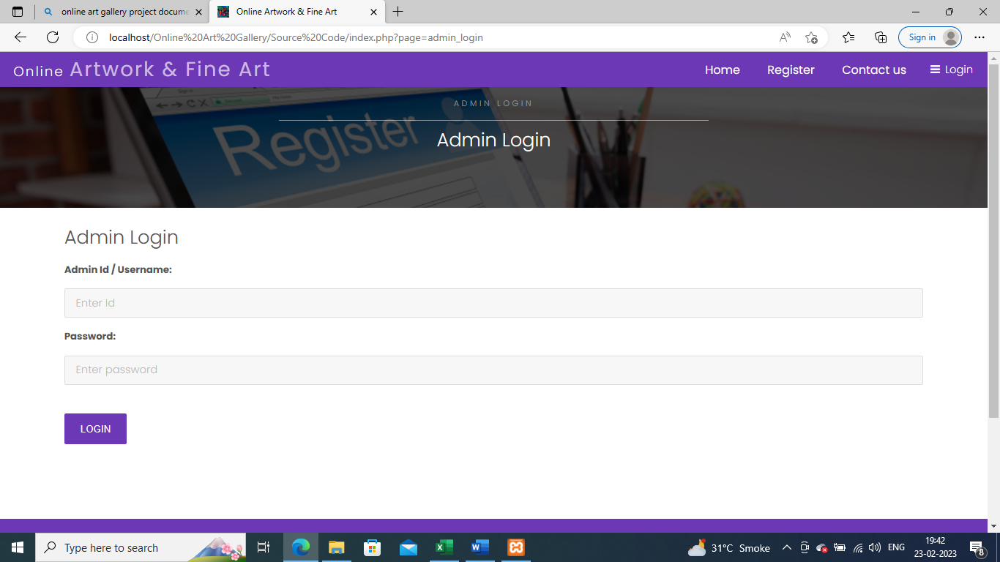 online art gallery project docume
Online Artwork & Fine Art
localhost/Online%20Art%20Gallery/Source%20Code/index.php?page=admin_login
Sign in
Online Artwork & Fine Art
Home
Register
Contact us
Login
ADMIN LOGIN
Register
Admin Login
Admin Login
Admin Id / Username:
Enter Id
Password:
Enter password
LOGIN
Type here to search
31°C Smoke
ENG
19:42
23-02-2023
8